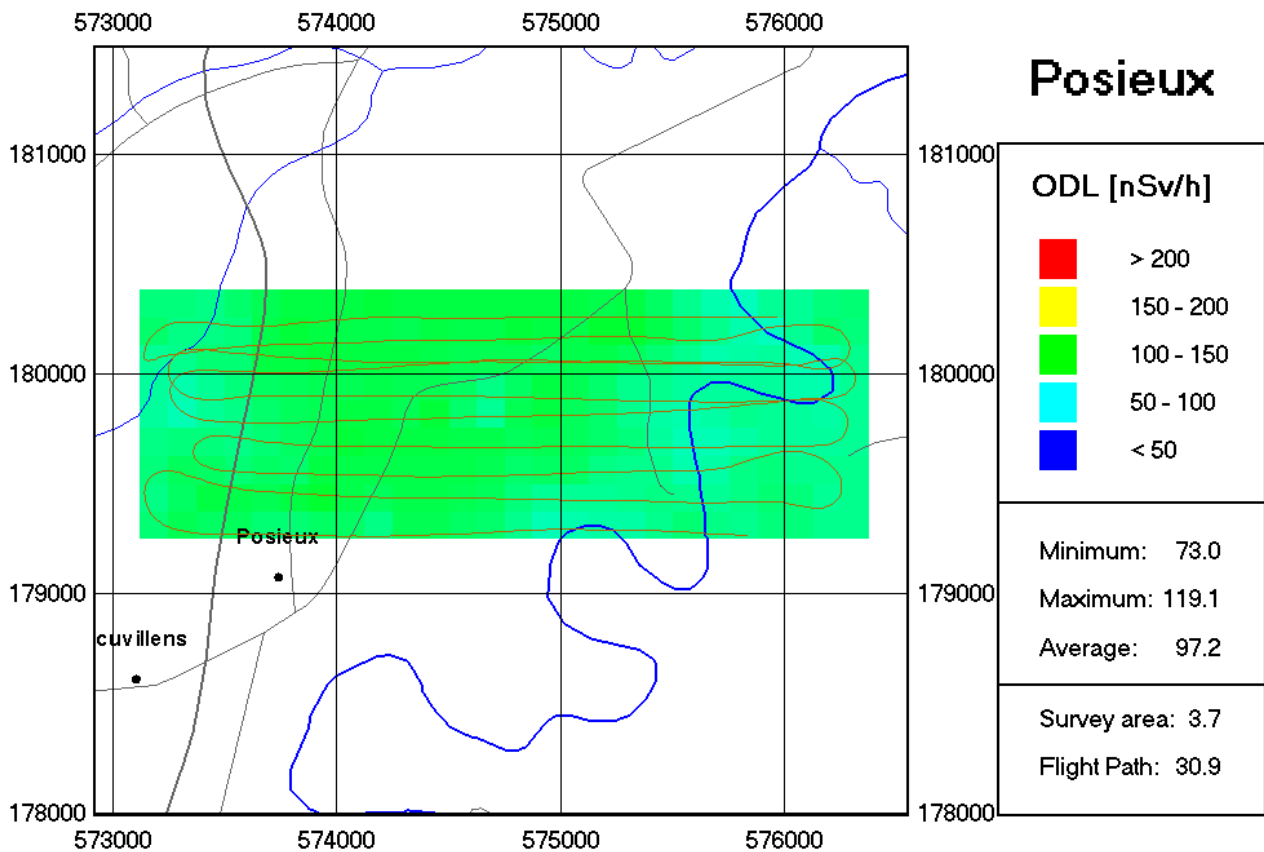 573000 574000 575000 576000
Posieux
181000 181000
ODL [nSv/h]
> 200
150 - 200
100 - 150
50 - 100
< 50
180000 180000
Posieux
Minimum: 73.0
179000 179000
Maximum: 119.1
cuvillens
Average: 97.2
Survey area: 3.7
Flight Path: 30.9
178000 178000
573000 574000 575000 576000